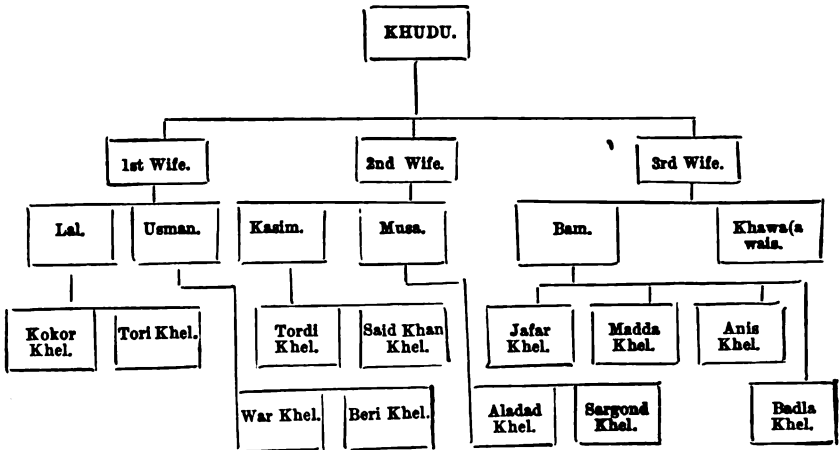 KHUDU.
1st Wife.
2nd Wife.
3rd Wife.
Lal.
Usman.
Kasim.
Musa.
Bam.
Khawa(a
wais.
Kokor
Khel.
Tori Khel.
Tordi
Khel.
Said Khan
Khel.
Jafar
Khel.
Madda
Khel.
Anis
Khel.
War Khel.
Beri Khel.
Aladad
Khel.
Sargond
Khel.
Badla
Khel.